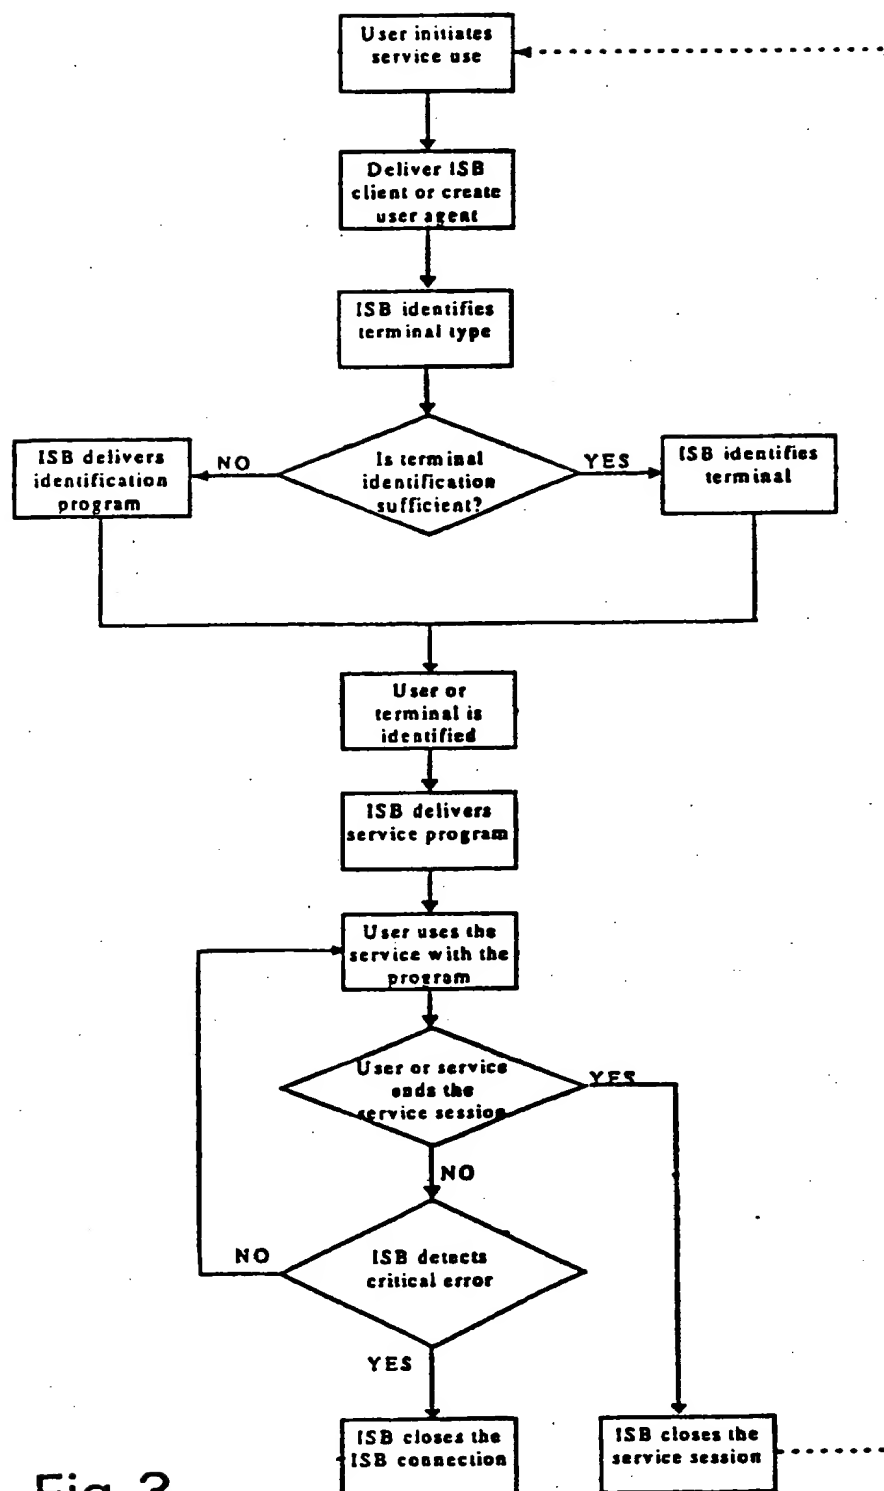 User initiates
service use
Deliver ISB
client or create
user agent
ISB identifies
terminal type
ISB delivers
identification
program
NO
Is terminal
identification
sufficient?
YES
ISB identifies
terminal
User or
terminal is
identified
ISB delivers
service program
User uses the
service with the
program
User or service
ends the
service session
YES
NO
ISB detects
critical error
NO
YES
ISB closes the
ISB connection
ISB closes the
service session